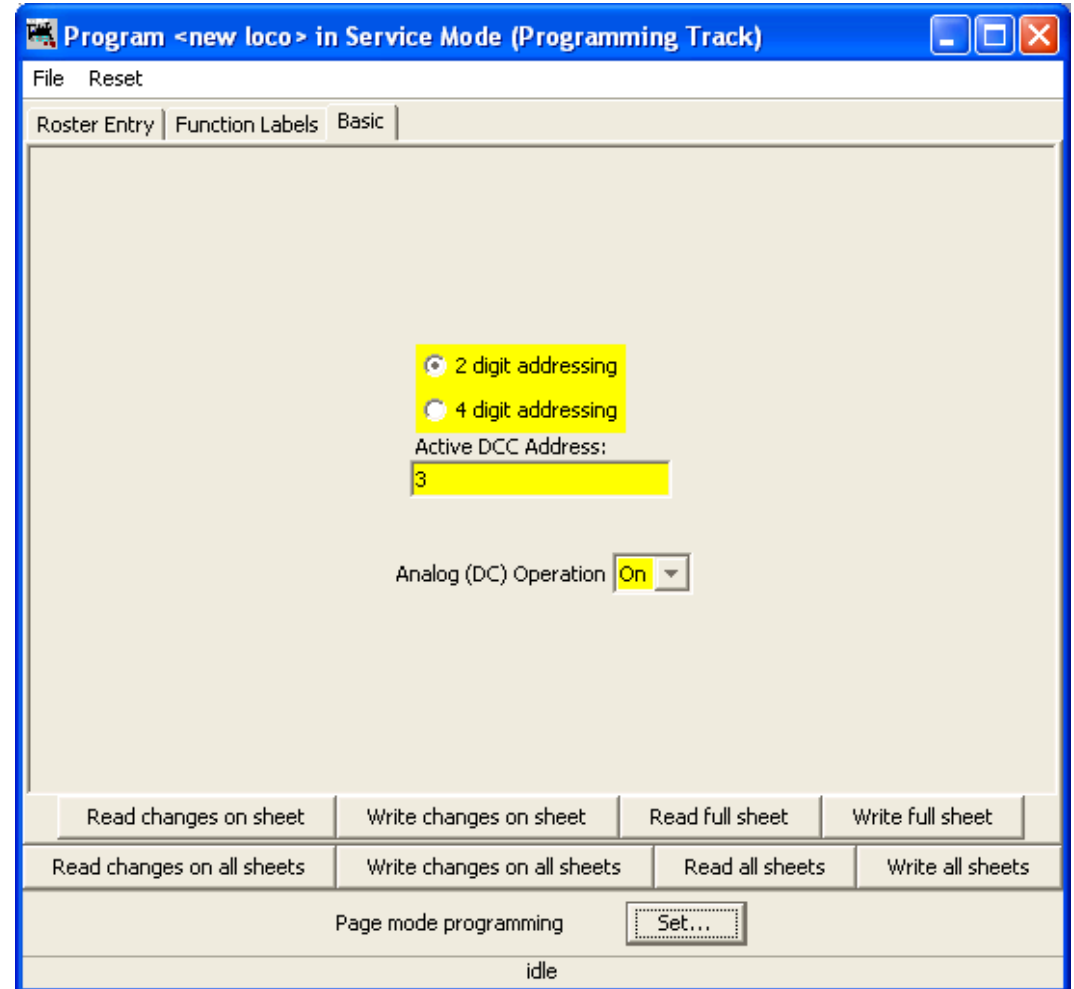 Program <new loco> in Service Mode (Programming Track)
File Reset
Roster Entry Function Labels Basic
2 digit addressing
4 digit addressing
Active DCC Address:
3
Analog (DC) Operation On
Read changes on sheet Write changes on sheet Read full sheet Write full sheet
Read changes on all sheets Write changes on all sheets Read all sheets Write all sheets
Page mode programming Set...
idle